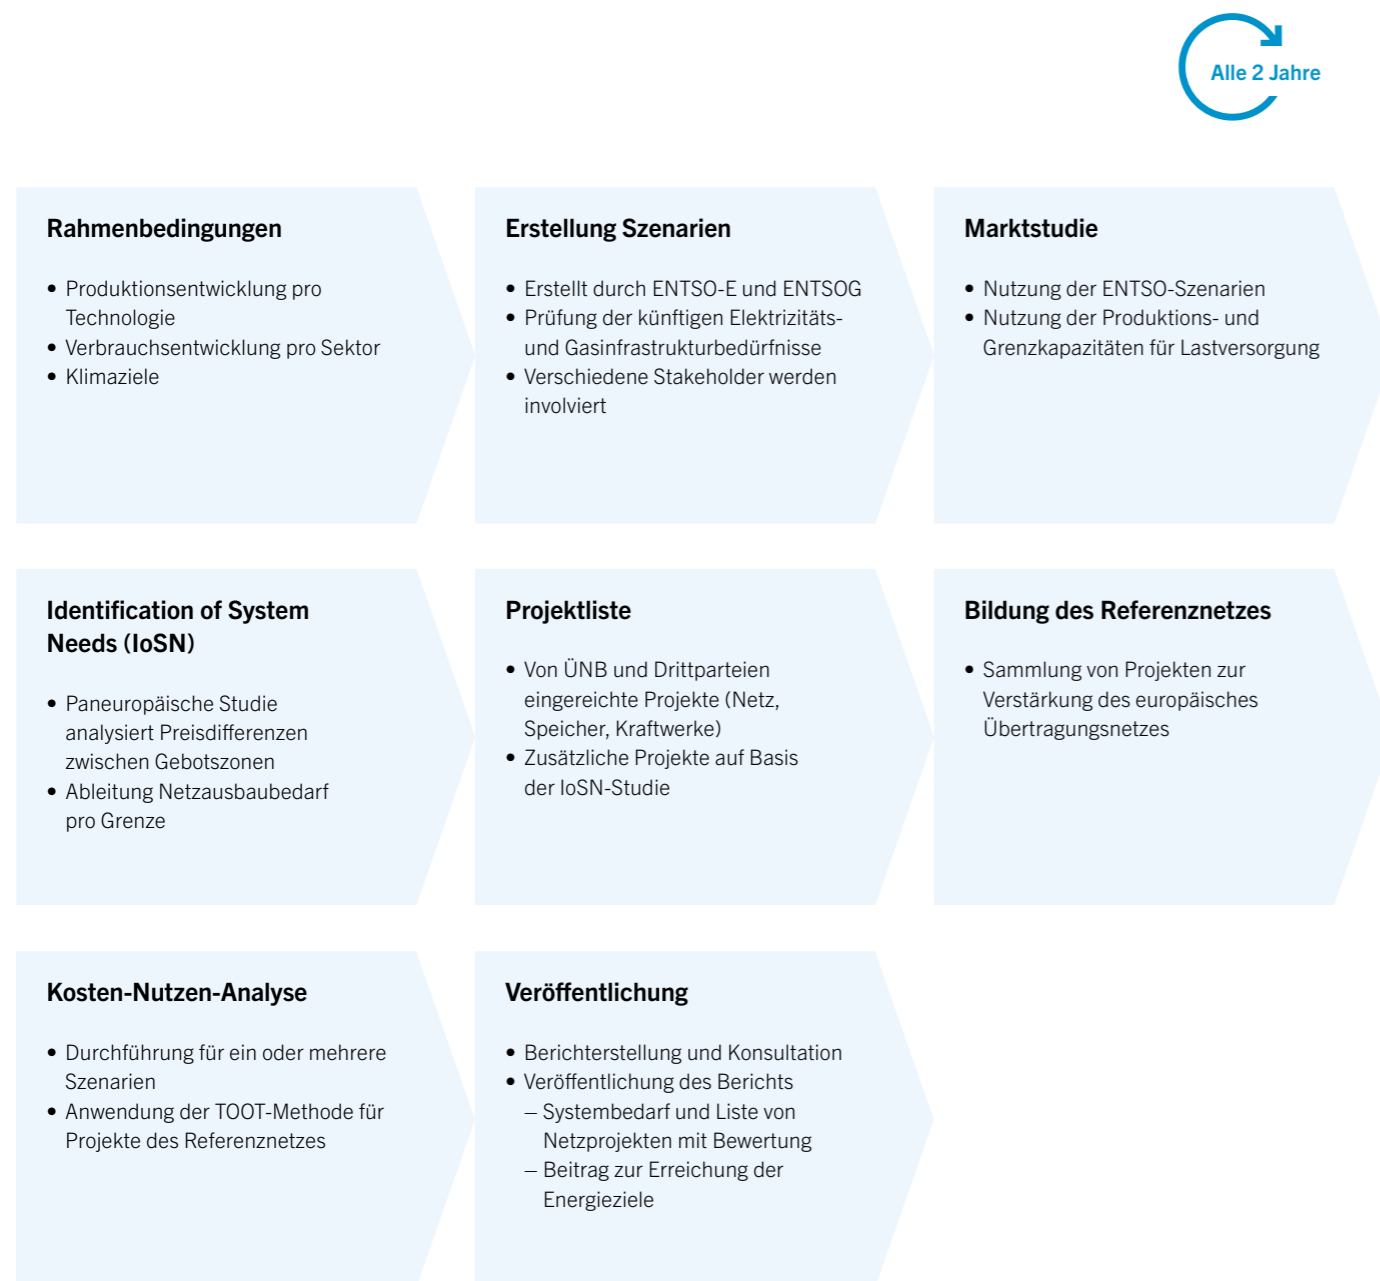 Alle 2 Jahre
Rahmenbedingungen
• Produktionsentwicklung pro
Technologie
• Verbrauchsentwicklung pro Sektor
• Klimaziele
Erstellung Szenarien
• Erstellt durch ENTSO-E und ENTSOG
• Prüfung der künftigen Elektrizitäts-
und Gasinfrastrukturbedürfnisse
• Verschiedene Stakeholder werden
involviert
Marktstudie
• Nutzung der ENTSO-Szenarien
• Nutzung der Produktions- und
Grenzkapazitäten für Lastversorgung
Identification of System
Needs (IoSN)
• Paneuropäische Studie
analysiert Preisdifferenzen
zwischen Gebotszonen
• Ableitung Netzausbaubedarf
pro Grenze
Projektliste
• Von ÜNB und Drittparteien
eingereichte Projekte (Netz,
Speicher, Kraftwerke)
• Zusätzliche Projekte auf Basis
der IoSN-Studie
Bildung des Referenznetzes
• Sammlung von Projekten zur
Verstärkung des europäisches
Übertragungsnetzes
Kosten-Nutzen-Analyse
• Durchführung für ein oder mehrere
Szenarien
• Anwendung der TOOT-Methode für
Projekte des Referenznetzes
Veröffentlichung
• Berichterstellung und Konsultation
• Veröffentlichung des Berichts
– Systembedarf und Liste von
Netzprojekten mit Bewertung
– Beitrag zur Erreichung der
Energieziele